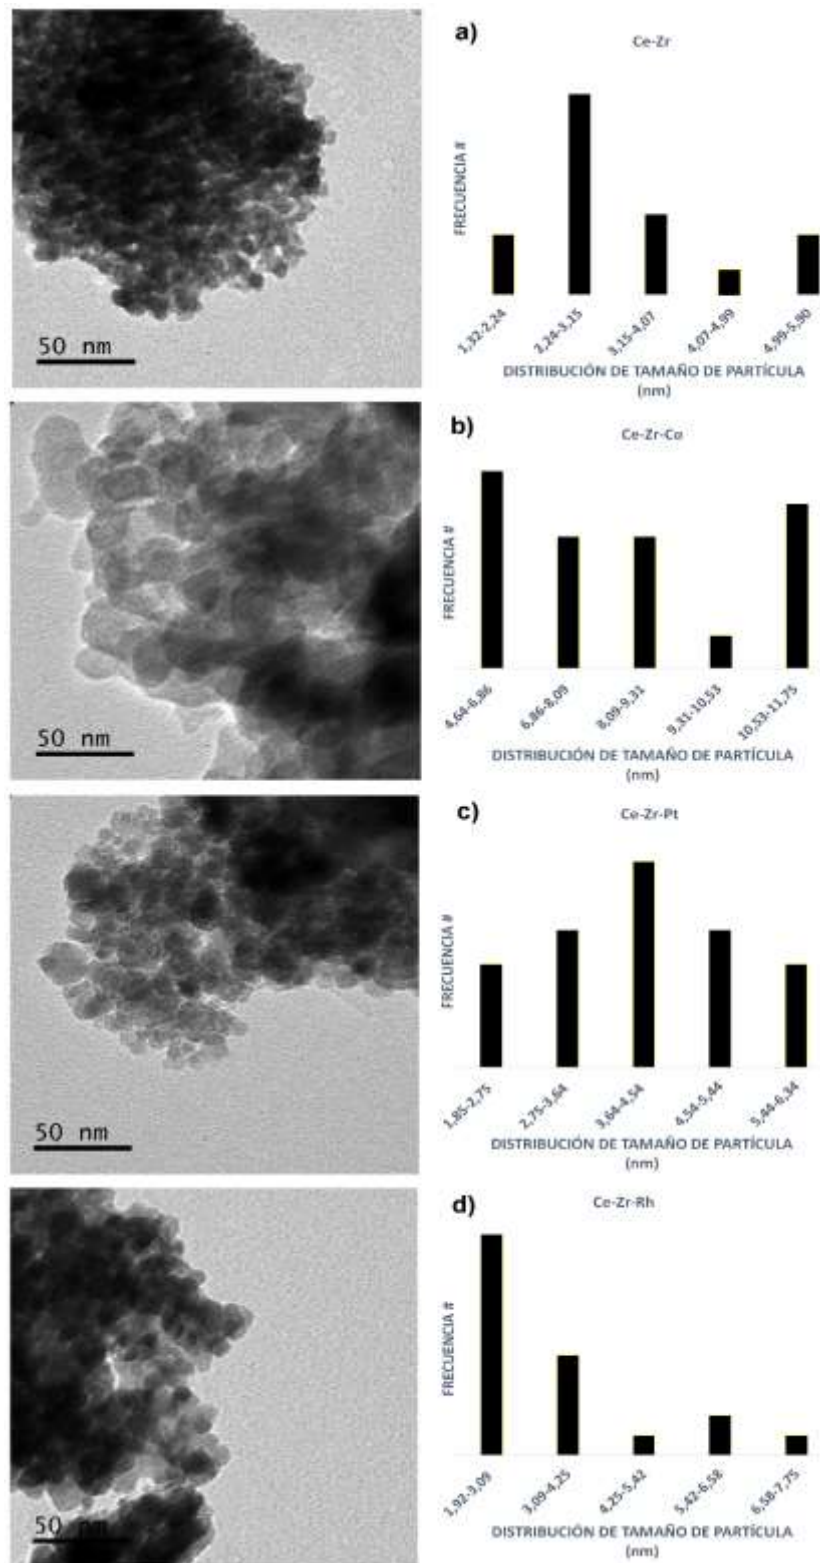 a)
Ce-Zr
FRECUENCIA #
1,32-2,24
2,24-3,15
3,15-4,07
4,07-4,99
4,99-5,90
DISTRIBUCIÓN DE TAMAÑO DE PARTÍCULA
(nm)
50 nm
b)
Ce-Zr-Co
FRECUENCIA #
4,64-6,86
6,86-8,09
8,09-9,31
9,31-10,53
10,53-11,75
DISTRIBUCIÓN DE TAMAÑO DE PARTÍCULA
(nm)
50 nm
c)
Ce-Zr-Pt
FRECUENCIA #
1,85-2,75
2,75-3,64
3,64-4,54
4,54-5,44
5,44-6,34
DISTRIBUCIÓN DE TAMAÑO DE PARTÍCULA
(nm)
50 nm
d)
Ce-Zr-Rh
FRECUENCIA #
1,92-3,09
3,09-4,25
4,25-5,42
5,42-6,58
6,58-7,75
DISTRIBUCIÓN DE TAMAÑO DE PARTÍCULA
(nm)
50 nm